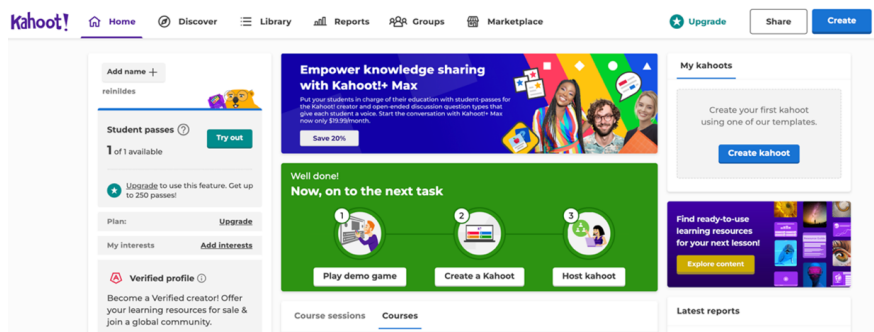 Kahoot!
Home
Discover
Library
Reports
Groups
Marketplace
Upgrade
Share
Create
Add name +
reinildes
Student passes ?
1 of 1 available
Try out
Upgrade to use this feature. Get up
to 250 passes!
Plan:
Upgrade
My interests
Add interests
Verified profile
Become a Verified creator! Offer
your learning resources for sale &
join a global community.
Empower knowledge sharing
with Kahoot!+ Max
Put your students in charge of their education with student-passes for
the Kahoot! creator and open-ended discussion question types that
give each student a voice. Start the conversation with Kahoot!+ Max
now only $19.99/month.
Save 20%
Well done!
Now, on to the next task
1
2
3
Play demo game
Create a Kahoot
Host kahoot
Course sessions
Courses
My kahoots
Create your first kahoot
using one of our templates.
Create kahoot
Find ready-to-use
learning resources
for your next lesson!
Explore content
Latest reports